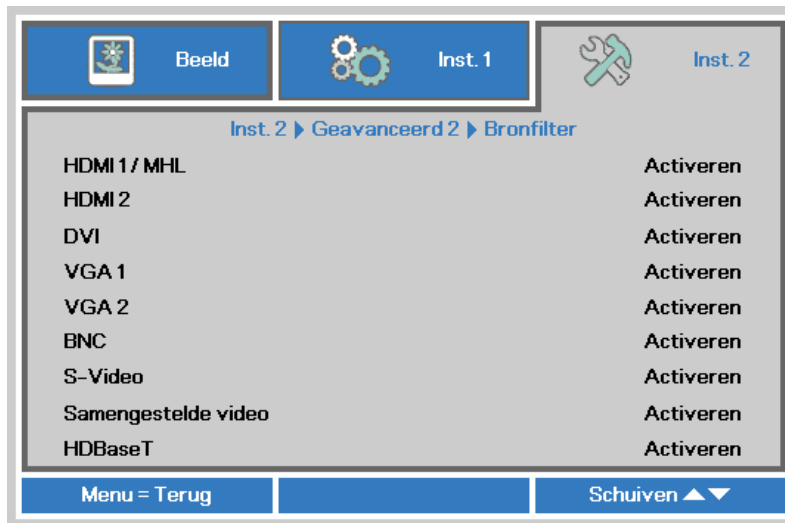 Beeld Inst. 1 Inst. 2
Inst. 2 Geavanceerd 2 Bronfilter
HDMI 1 / MHL Activeren
HDMI 2 Activeren
DVI Activeren
VGA 1 Activeren
VGA 2 Activeren
BNC Activeren
S-Video Activeren
Samengestelde video Activeren
HDBaseT Activeren
Menu = Terug Schuiven ▲▼